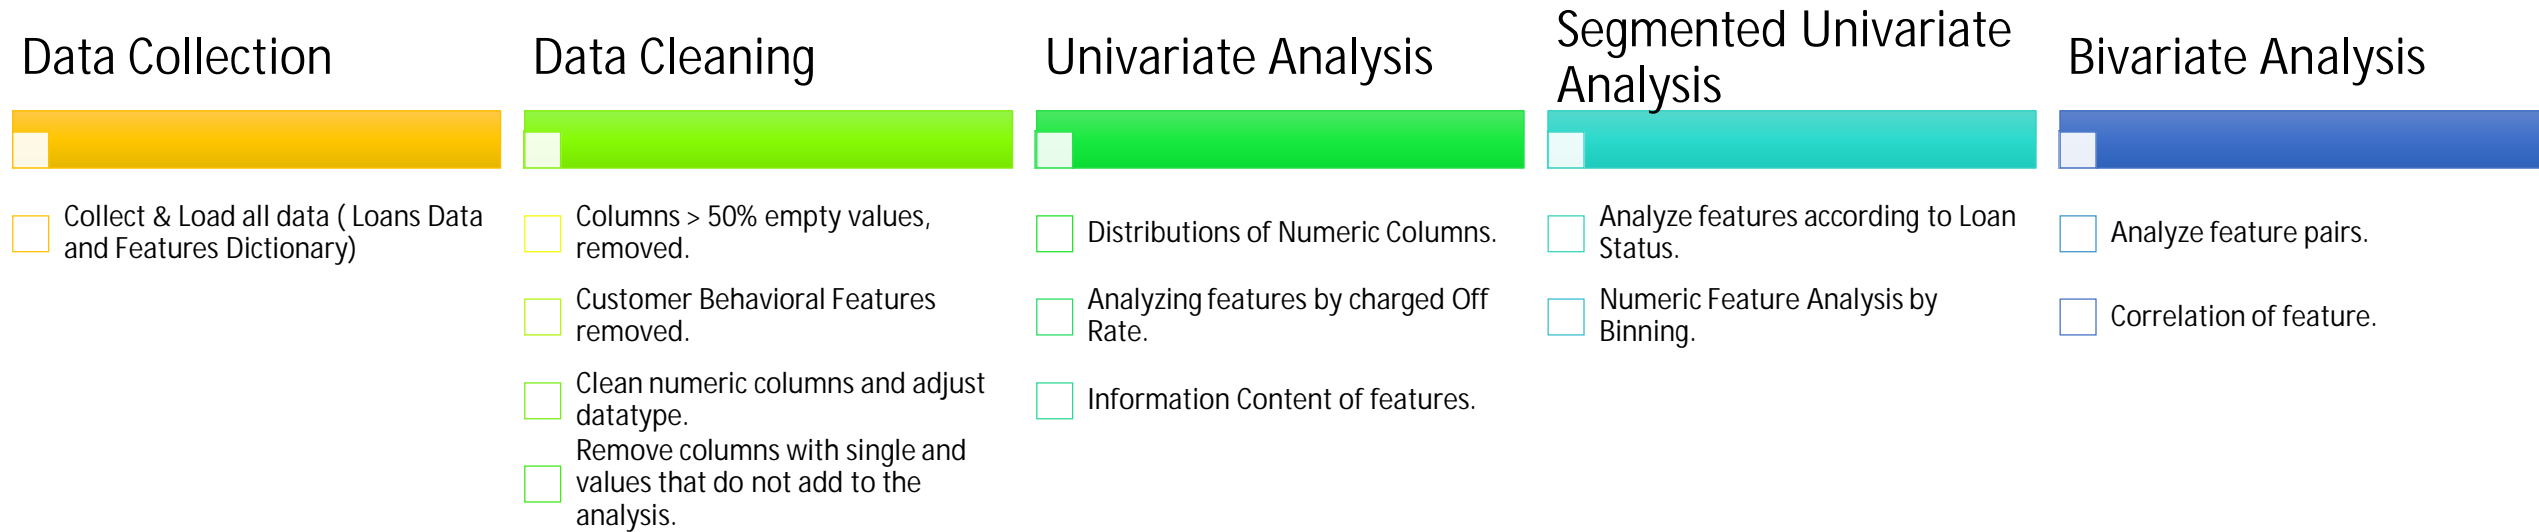 Data Collection
Collect & Load all data ( Loans Data
and Features Dictionary)
Data Cleaning
Columns > 50% empty values,
removed.
Customer Behavioral Features
removed.
Clean numeric columns and adjust
datatype.
Remove columns with single and
values that do not add to the
analysis.
Univariate Analysis
Distributions of Numeric Columns.
Analyzing features by charged Off
Rate.
Information Content of features.
Segmented Univariate
Analysis
Analyze features according to Loan
Status.
Numeric Feature Analysis by
Binning.
Bivariate Analysis
Analyze feature pairs.
Correlation of feature.